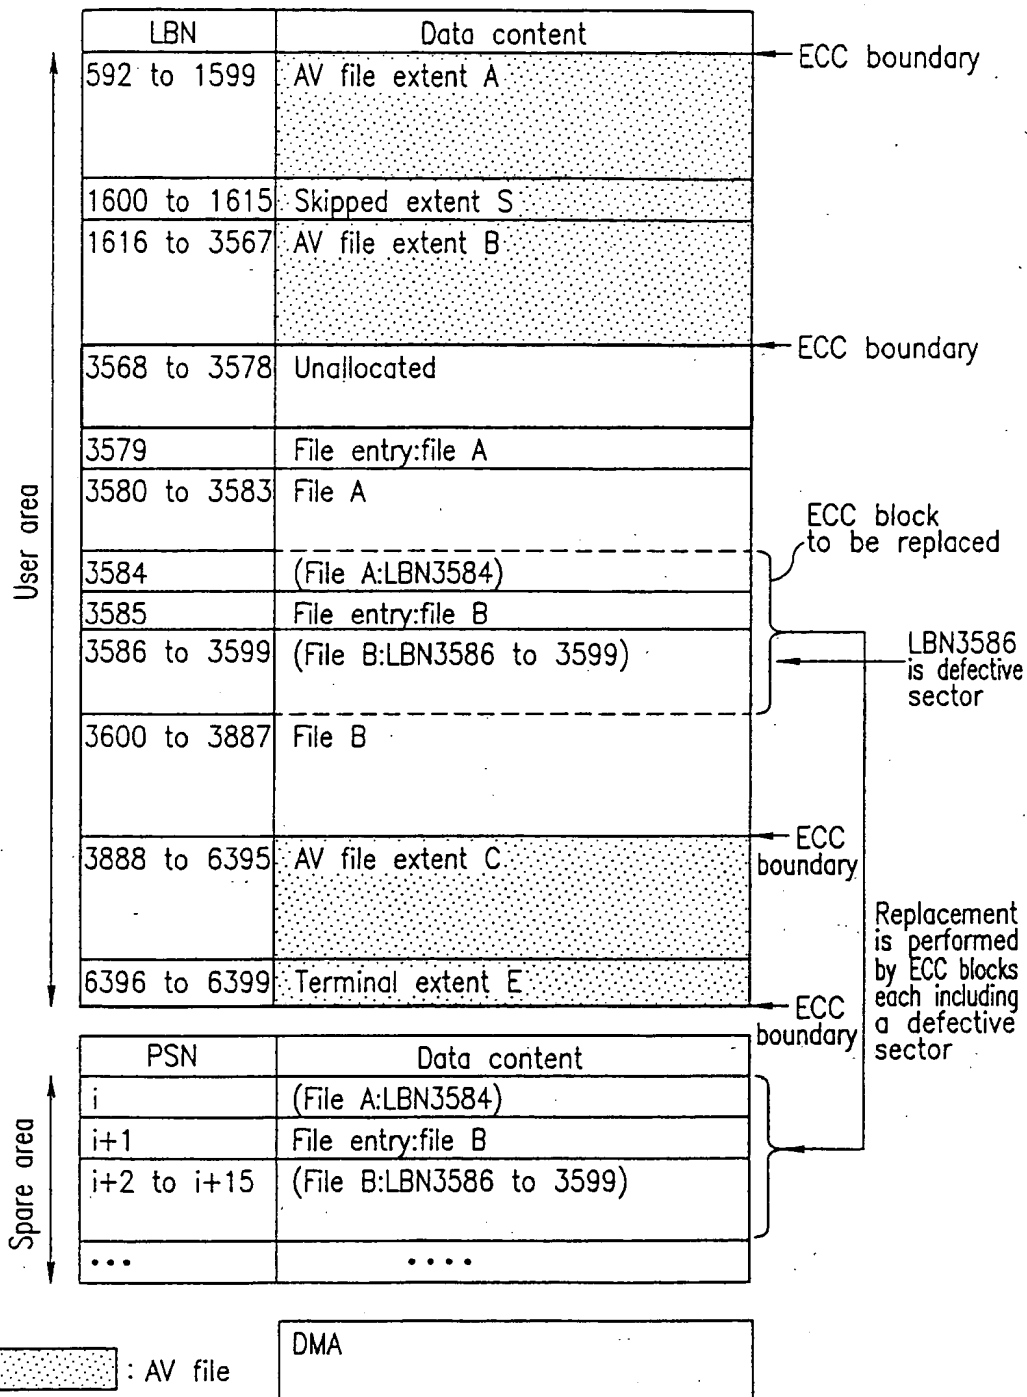 LBN Data content
ECC boundary
592 to 1599 AV file extent A
1600 to 1615 Skipped extent S
1616 to 3567 AV file extent B
ECC boundary
3568 to 3578 Unallocated
3579 File entry:file A
3580 to 3583 File A
ECC block
to be replaced
3584 (File A:LBN3584)
3585 File entry:file B
3586 to 3599 (File B:LBN3586 to 3599)
LBN3586
is defective
sector
3600 to 3887 File B
ECC
boundary
3888 to 6395 AV file extent C
6396 to 6399 Terminal extent E
ECC
boundary
User area
Replacement
is performed
by ECC blocks
each including
a defective
sector
PSN Data content
i (File A:LBN3584)
i+1 File entry:file B
i+2 to i+15 (File B:LBN3586 to 3599)
... ....
Spare area
DMA
: AV file